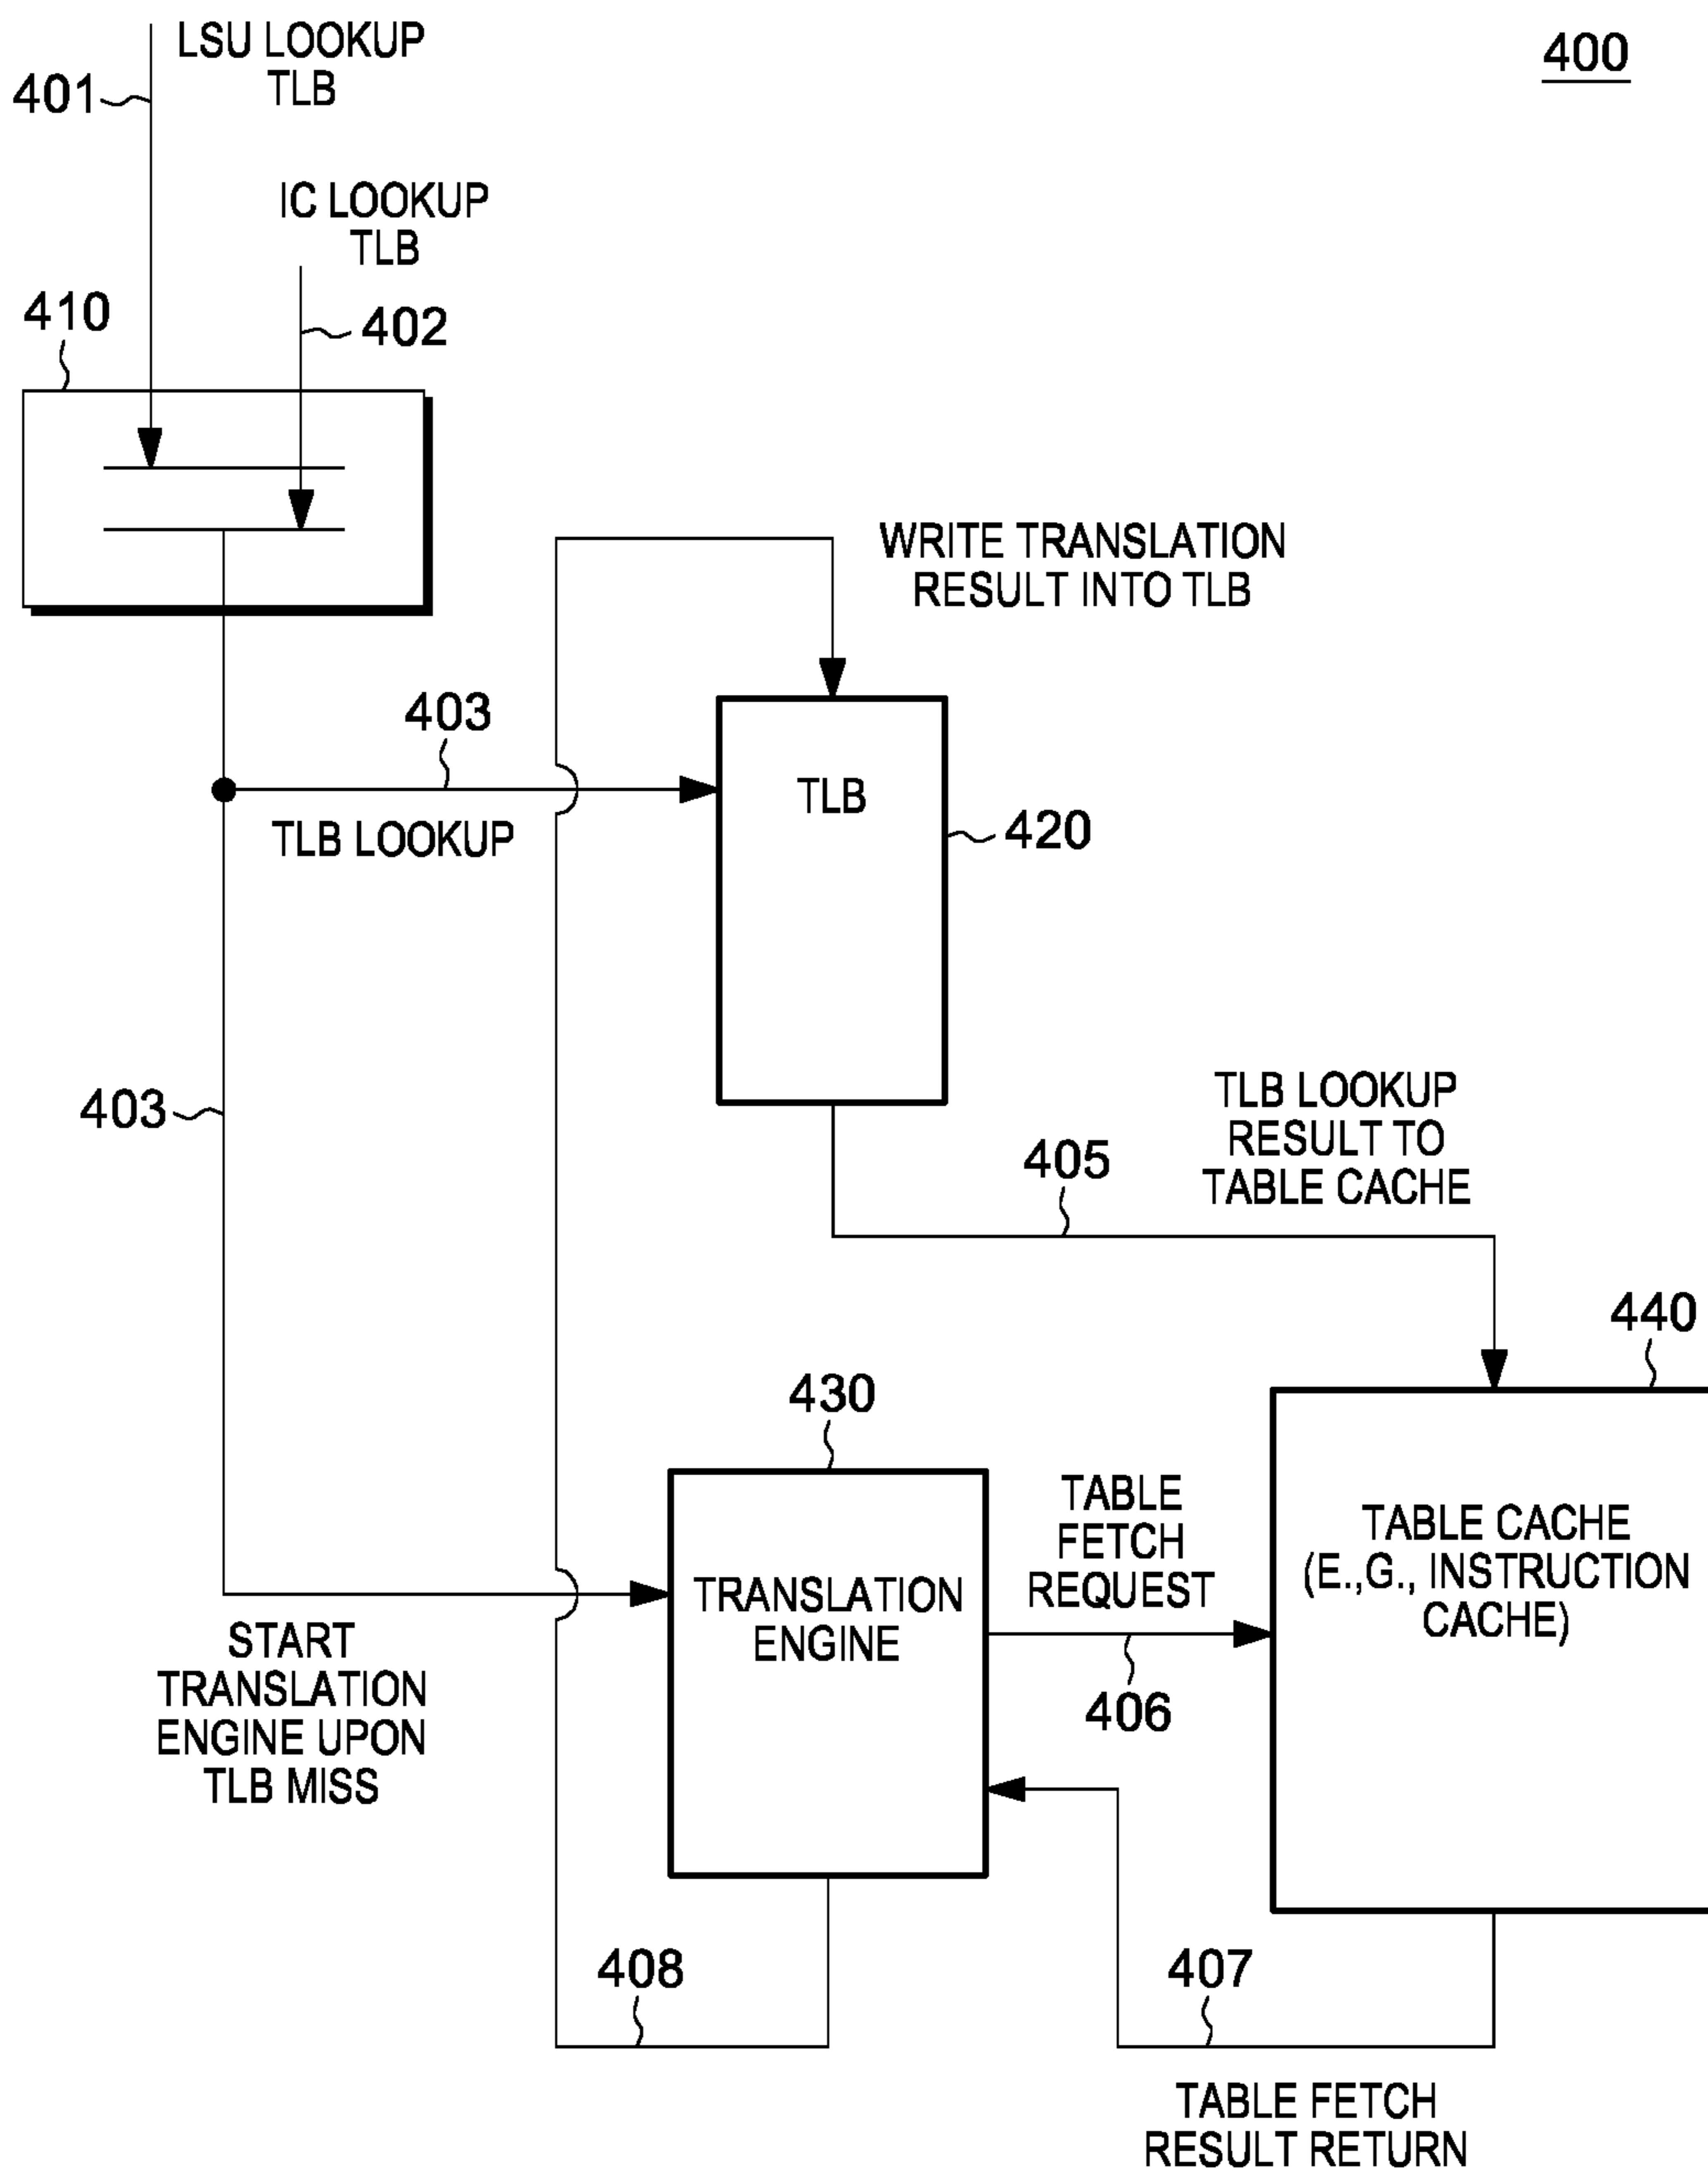 LSU LOOKUP
TLB
400
401
IC LOOKUP
TLB
410
402
WRITE TRANSLATION
RESULT INTO TLB
403
TLB
TLB LOOKUP
420
403
TLB LOOKUP
RESULT TO
TABLE CACHE
405
440
430
TABLE
FETCH
REQUEST
TABLE CACHE
(E.,G., INSTRUCTION
CACHE)
TRANSLATION
ENGINE
START
TRANSLATION
ENGINE UPON
TLB MISS
406
408
407
TABLE FETCH
RESULT RETURN